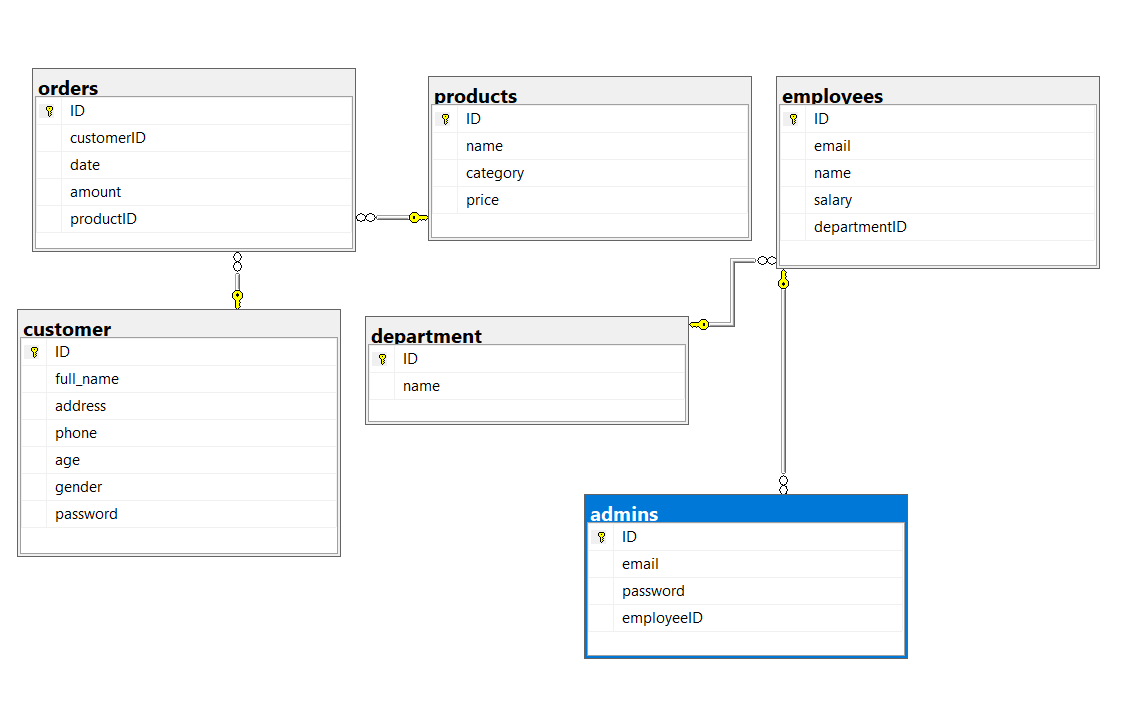 orders
ID
customerID
date
amount
productID
products
ID
name
category
price
employees
ID
email
name
salary
departmentID
customer
ID
full_name
address
phone
age
gender
password
department
ID
name
admins
ID
email
password
employeeID